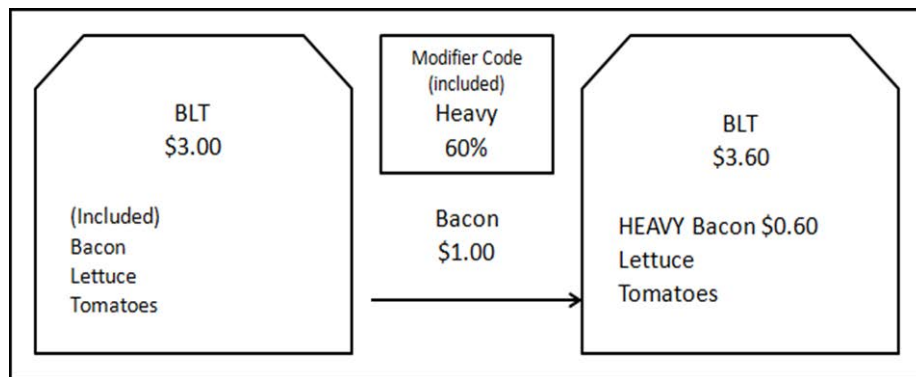 BLT
$3.00
(Included)
Bacon
Lettuce
Tomatoes
Modifier Code
(included)
Heavy
60%
Bacon
$1.00
BLT
$3.60
HEAVY Bacon $0.60
Lettuce
Tomatoes